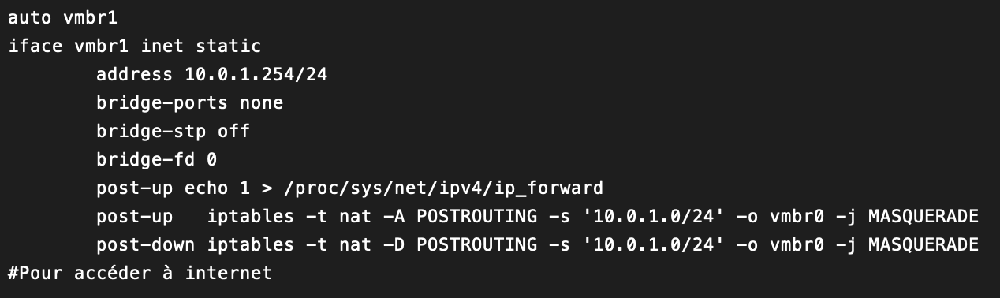 auto vmbr1
iface vmbr1 inet static
        address 10.0.1.254/24
        bridge-ports none
        bridge-stp off
        bridge-fd 0
        post-up echo 1 > /proc/sys/net/ipv4/ip_forward
        post-up   iptables -t nat -A POSTROUTING -s '10.0.1.0/24' -o vmbr0 -j MASQUERADE
        post-down iptables -t nat -D POSTROUTING -s '10.0.1.0/24' -o vmbr0 -j MASQUERADE
#Pour accéder à internet